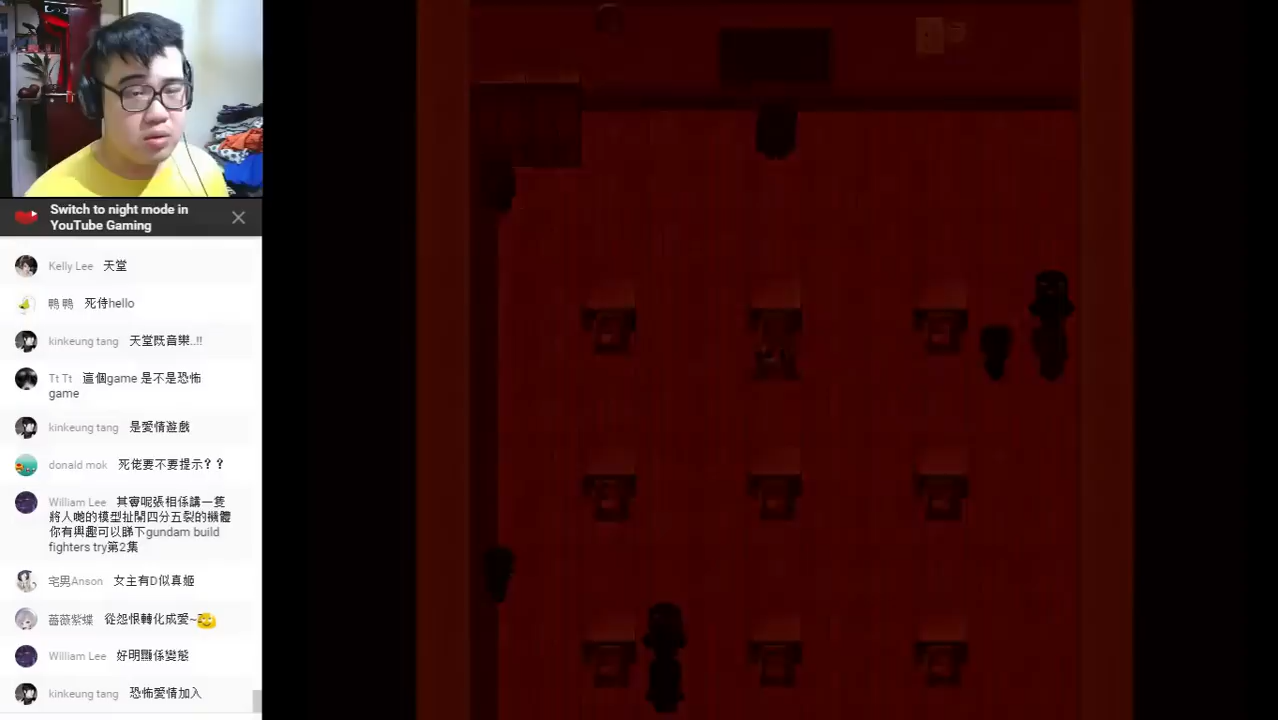 Switch to night mode in
YouTube Gaming
Kelly Lee 天堂
鴨 鴨 死侍hello
kinkeung tang 天堂既音樂..!!
Tt Tt 這個game 是不是恐怖
game
kinkeung tang 是愛情遊戲
donald mok 死佬要不要提示? ?
William Lee 其實呢張相係講一隻
將人哋的模型扯開四分五裂的機體
你有興趣可以睇下gundam build
fighters try第2集
宅男Anson 女主有D似真姬
薔薇紫蝶 從怨恨轉化成愛~
William Lee 好明顯係變態
kinkeung tang 恐怖愛情加入